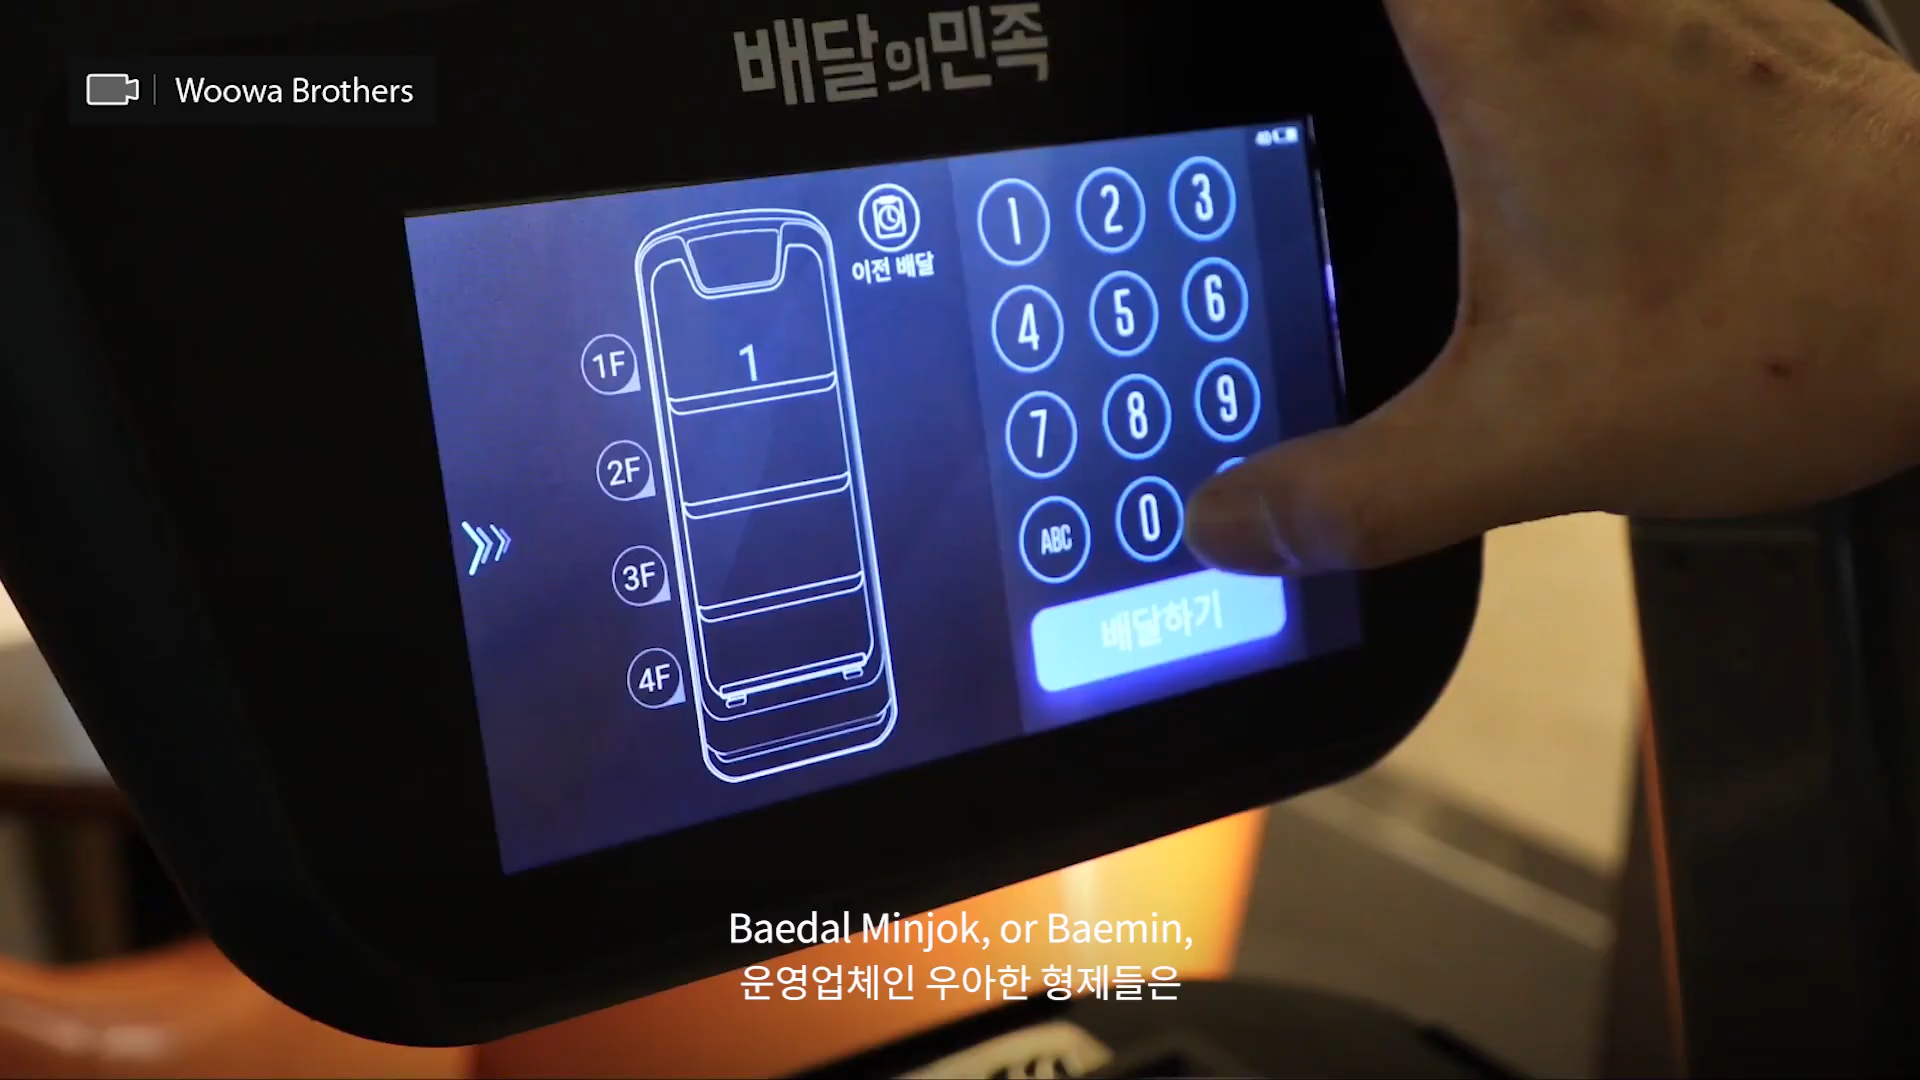 배달의민족
Woowa Brothers
이전 배달
1F
2F
3F
4F
1
1 2 3
4 5 6
7 8 9
ABC 0
배달하기
Baedal Minjok, or Baemin,
운영업체인 우아한 형제들은